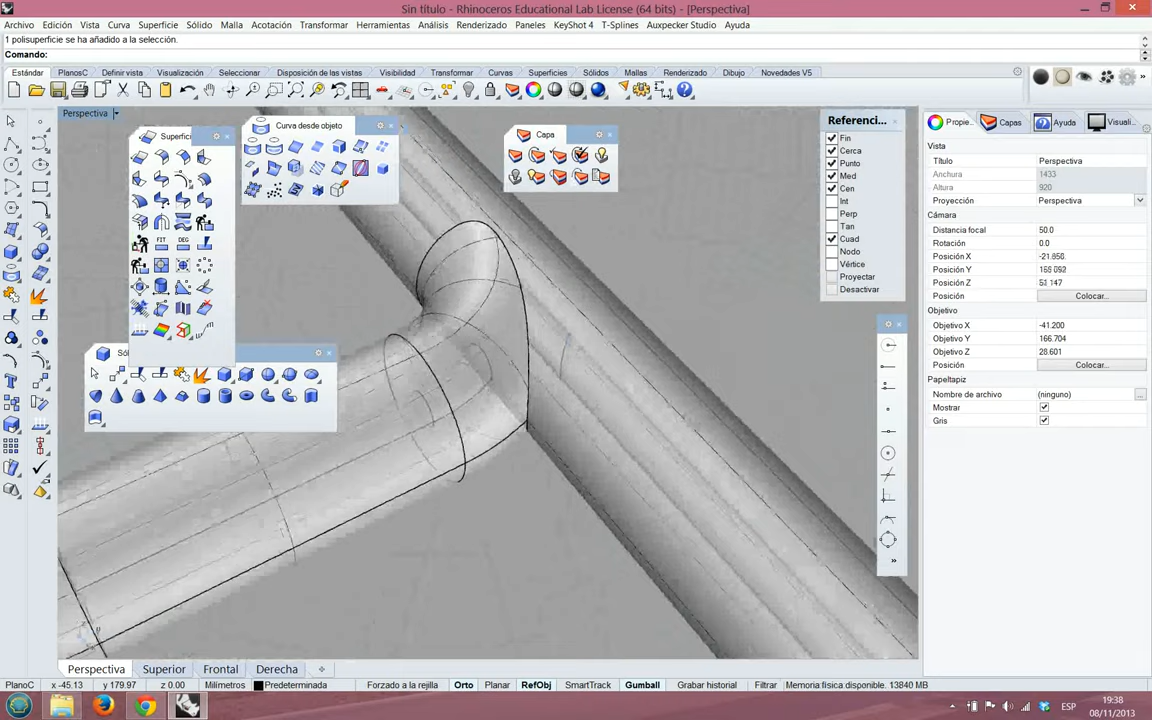 Sin título - Rhinoceros Educational Lab License (64 bits) - [Perspectiva]
Archivo Edición Vista Curva Superficie Sólido Malla Acotación Transformar Herramientas Análisis Renderizado Paneles KeyShot 4 T-Splines Auxpecker Studio Ayuda
1 polisuperficie se ha añadido a la selección.
Comando:
Estándar PlanosC Definir vista Visualización Seleccionar Disposición de las vistas Visibilidad Transformar Curvas Superficies Sólidos Mallas Renderizado Dibujo Novedades V5
Perspectiva
Superfici
Curva desde objeto
Capa
Referenci...
Fin
Cerca
Punto
Med
Cen
Int
Perp
Tan
Cuad
Nodo
Vértice
Proyectar
Desactivar
FIT DEG
Sól
Propie... Capas Ayuda Visuali...
Vista
Título Perspectiva
Anchura 1433
Altura 920
Proyección Perspectiva
Cámara
Distancia focal 50.0
Rotación 0.0
Posición X -21.858
Posición Y
Posición Z
Posición Colocar...
Objetivo
Objetivo X -41.200
Objetivo Y 166.704
Objetivo Z 28.601
Posición Colocar...
Papeltapiz
Nombre de archivo (ninguno) ...
Mostrar
Gris
Perspectiva Superior Frontal Derecha
PlanoC x -45.13 y 179.97 z 0.00 Milímetros Predeterminada Forzado a la rejilla Orto Planar RefObj SmartTrack Gumball Grabar historial Filtrar Memoria física disponible. 13840 MB
ESP
19:38
08/11/2013